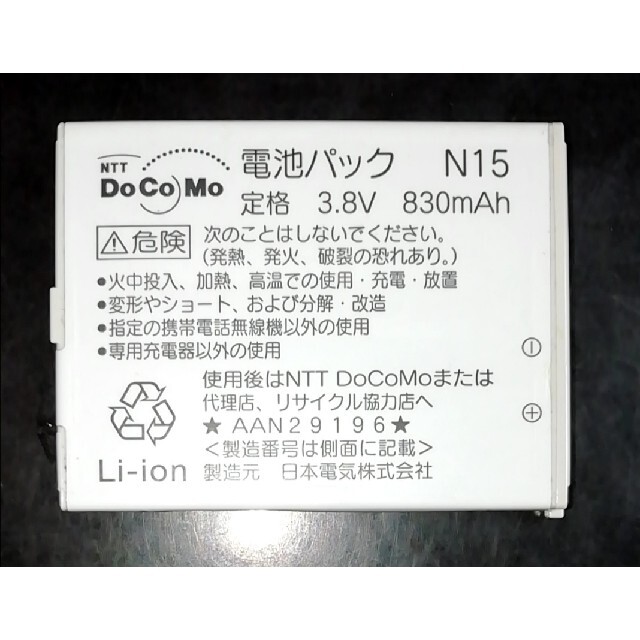 NTT
DoCoMo
電池パック N15
定格 3.8V 830mAh
⚠危険 次のことはしないでください。
(発熱、発火、破裂の恐れあり。)
●火中投入、加熱、高温での使用・充電・放置
●変形やショート、および分解・改造
●指定の携帯電話無線機以外の使用
●専用充電器以外の使用
使用後はNTT DoCoMoまたは
代理店、リサイクル協力店へ
★AAN29196★
<製造番号は側面に記載>
Li-ion 製造元 日本電気株式会社
⊖
⊕